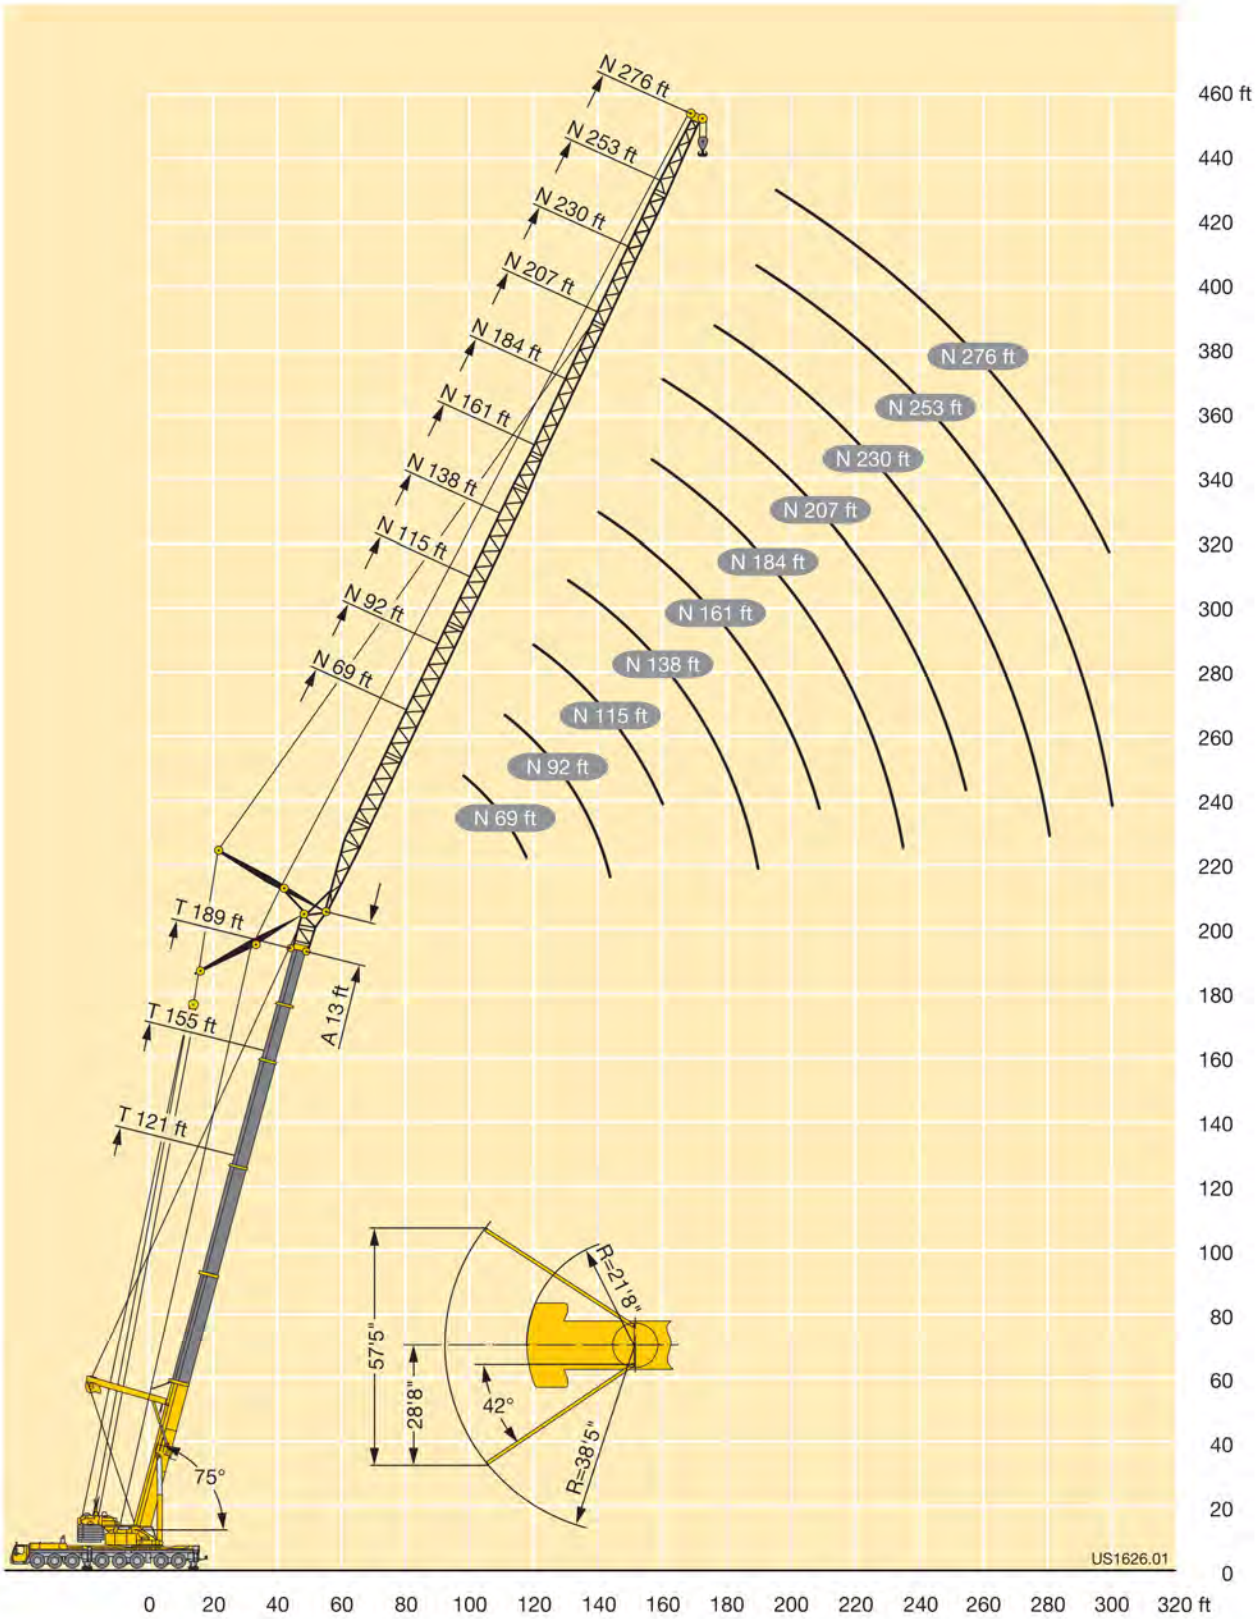 N 276 ft
N 253 ft
N 230 ft
N 207 ft
N 184 ft
N 161 ft
N 138 ft
N 115 ft
N 92 ft
N 69 ft
T 189 ft
A 13 ft
T 155 ft
T 121 ft
75°
N 276 ft
N 253 ft
N 230 ft
N 207 ft
N 184 ft
N 161 ft
N 138 ft
N 115 ft
N 92 ft
N 69 ft
57'5"
28'8"
42°
R=21'8"
R=38'5"
460 ft
440
420
400
380
360
340
320
300
280
260
240
220
200
180
160
140
120
100
80
60
40
20
0
US1626.01
0 20 40 60 80 100 120 140 160 180 200 220 240 260 280 300 320 ft